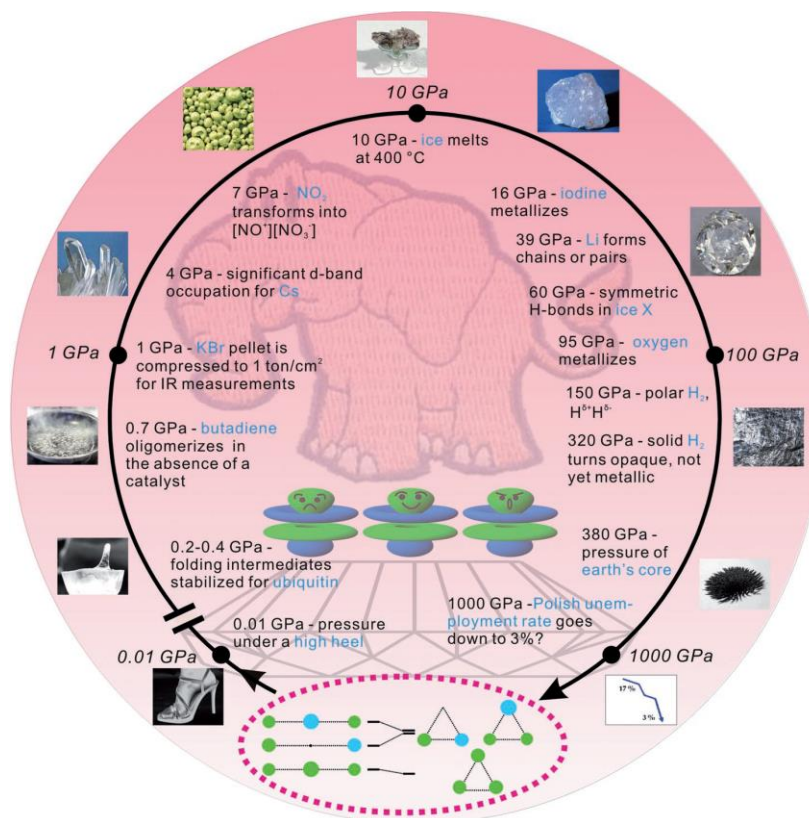 10 GPa
10 GPa - ice melts
at 400 °C
7 GPa - NO₂
transforms into
[NO⁺][NO₃⁻]
4 GPa - significant d-band
occupation for Cs
1 GPa
1 GPa - KBr pellet is
compressed to 1 ton/cm²
for IR measurements
0.7 GPa - butadiene
oligomerizes in
the absence of a
catalyst
0.2-0.4 GPa -
folding intermediates
stabilized for ubiquitin
0.01 GPa - pressure
under a high heel
0.01 GPa
16 GPa - iodine
metallizes
39 GPa - Li forms
chains or pairs
60 GPa - symmetric
H-bonds in ice X
95 GPa - oxygen
metallizes
100 GPa
150 GPa - polar H₂,
Hᵟ⁺Hᵟ⁻
320 GPa - solid H₂
turns opaque, not
yet metallic
380 GPa -
pressure of
earth's core
1000 GPa -Polish unem-
ployment rate goes
down to 3%?
1000 GPa
17 %
3 %